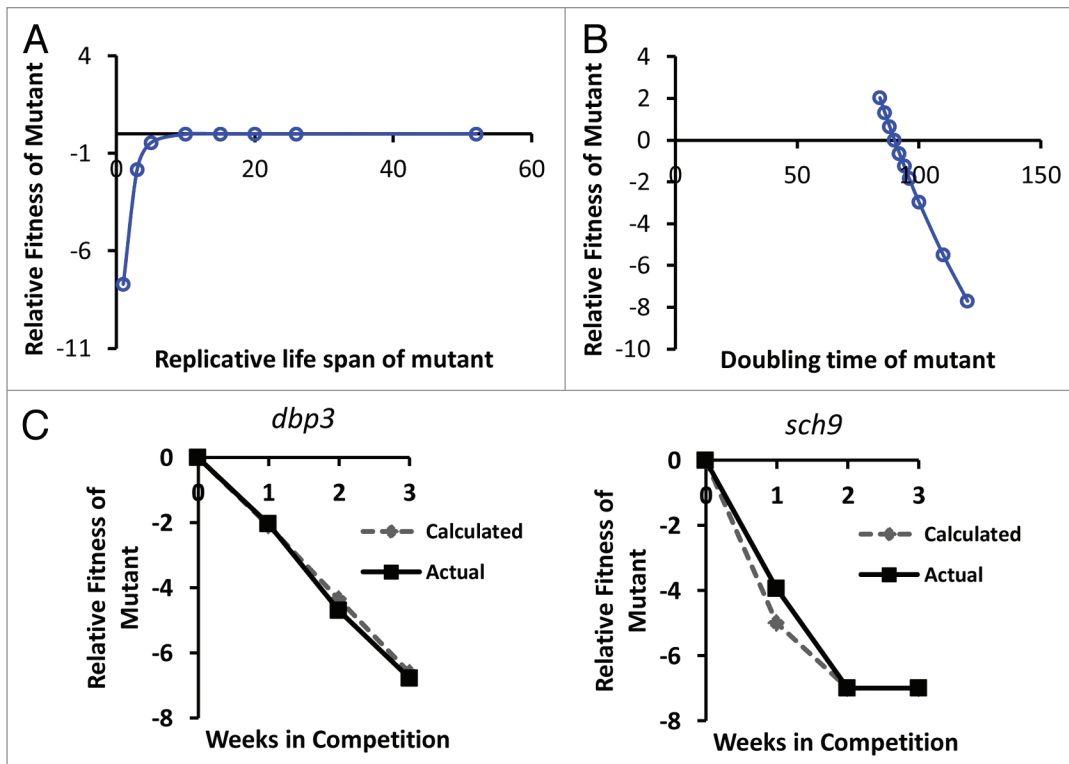 A
Relative Fitness of Mutant
4
-1
-6
-11
0
20
40
60
Replicative life span of mutant
B
Relative Fitness of Mutant
4
2
0
-2
-4
-6
-8
-10
0
50
100
150
Doubling time of mutant
C
dbp3
Relative Fitness of
Mutant
0
-2
-4
-6
-8
0
1
2
3
Calculated
Actual
Weeks in Competition
sch9
Relative Fitness of
Mutant
0
-2
-4
-6
-8
0
1
2
3
Calculated
Actual
Weeks in Competition